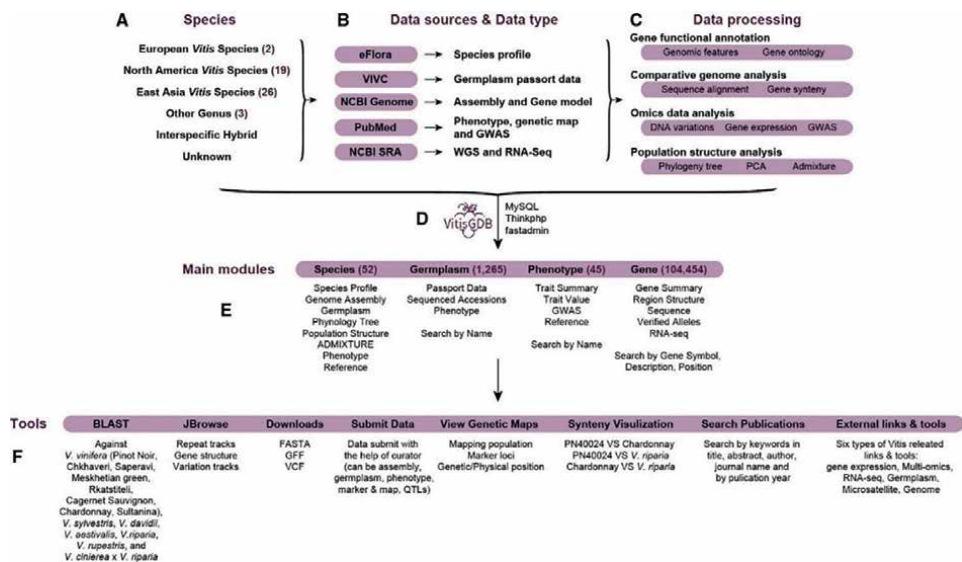 A Species
European Vitis Species (2)
North America Vitis Species (19)
East Asia Vitis Species (26)
Other Genus (3)
Interspecific Hybrid
Unknown
B Data sources & Data type
eFlora Species profile
VIVC Germplasm passort data
NCBI Genome Assembly and Gene model
PubMed Phenotype, genetic map
and GWAS
NCBI SRA WGS and RNA-Seq
C Data processing
Gene functional annotation
Genomic features Gene ontology
Comparative genome analysis
Sequence alignment Gene synteny
Omics data analysis
DNA variations Gene expression GWAS
Population structure analysis
Phylogeny tree PCA Admixture
D VitisGDB
MySQL
Thinkphp
fastadmin
Main modules
E
Species (52)
Species Profile
Genome Assembly
Germplasm
Phynology Tree
Population Structure
ADMIXTURE
Phenotype
Reference
Germplasm (1,265)
Passport Data
Sequenced Accessions
Phenotype
Search by Name
Phenotype (45)
Trait Summary
Trait Value
GWAS
Reference
Search by Name
Gene (104,454)
Gene Summary
Region Structure
Sequence
Verified Alleles
RNA-seq
Search by Gene Symbol,
Description, Position
Tools
F
BLAST
Against
V. vinifera (Pinot Noir,
Chkhaveri, Saperavi,
Meskhetian green,
Rkatstiteli,
Cagernet Sauvignon,
Chardonnay, Sultanina),
V. sylvestris, V. davidii,
V. aestivalis, V.riparia,
V. rupestris, and
V. cinierea x V. riparia
JBrowse
Repeat tracks
Gene structure
Variation tracks
Downloads
FASTA
GFF
VCF
Submit Data
Data submit with
the help of curator
(can be assembly,
germplasm, phenotype,
marker & map, QTLs)
View Genetic Maps
Mapping population
Marker loci
Genetic/Physical position
Synteny Visulization
PN40024 VS Chardonnay
PN40024 VS V. riparia
Chardonnay VS V. riparia
Search Publications
Search by keywords in
title, abstract, author,
journal name and
by pulication year
External links & tools
Six types of Vitis releated
links & tools:
gene expression, Multi-omics,
RNA-seq, Germplasm,
Microsatellite, Genome